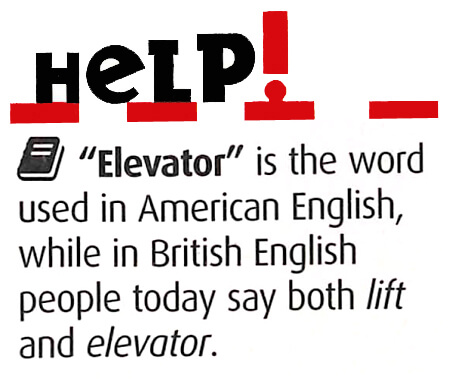 HeLP!
"Elevator" is the word
used in American English,
while in British English
people today say both lift
and elevator.